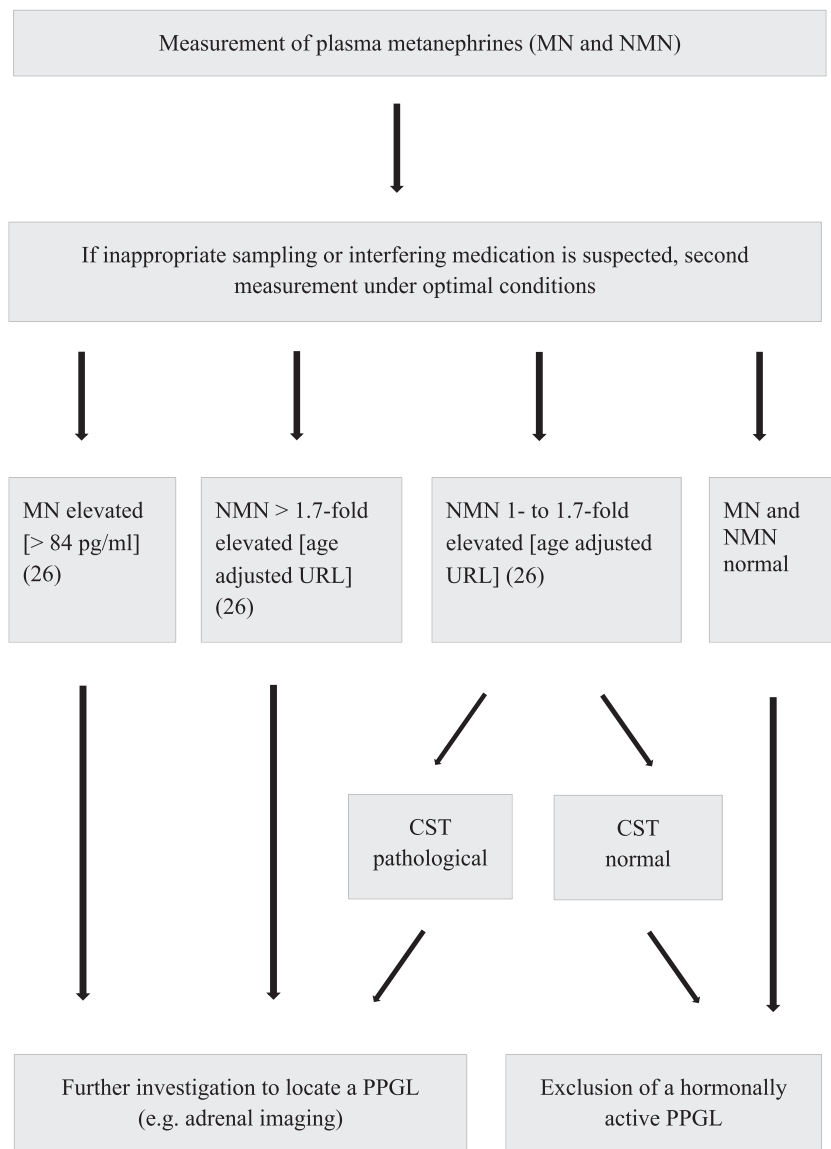 Measurement of plasma metanephrines (MN and NMN)
If inappropriate sampling or interfering medication is suspected, second
measurement under optimal conditions
MN elevated
[> 84 pg/ml]
(26)
NMN > 1.7-fold
elevated [age
adjusted URL]
(26)
NMN 1- to 1.7-fold
elevated [age adjusted
URL] (26)
MN and
NMN
normal
CST
pathological
CST
normal
Further investigation to locate a PPGL
(e.g. adrenal imaging)
Exclusion of a hormonally
active PPGL